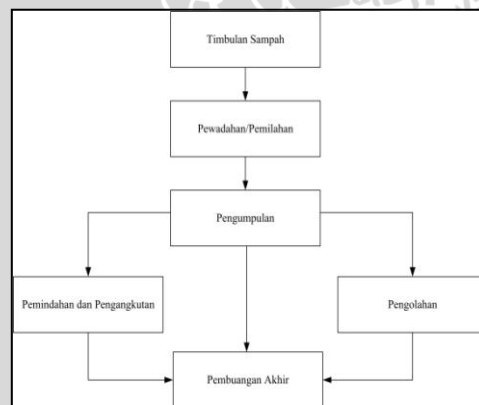 Timbulan Sampah
Pewadahan/Pemilahan
Pengumpulan
Pemindahan dan Pengangkutan
Pengolahan
Pembuangan Akhir